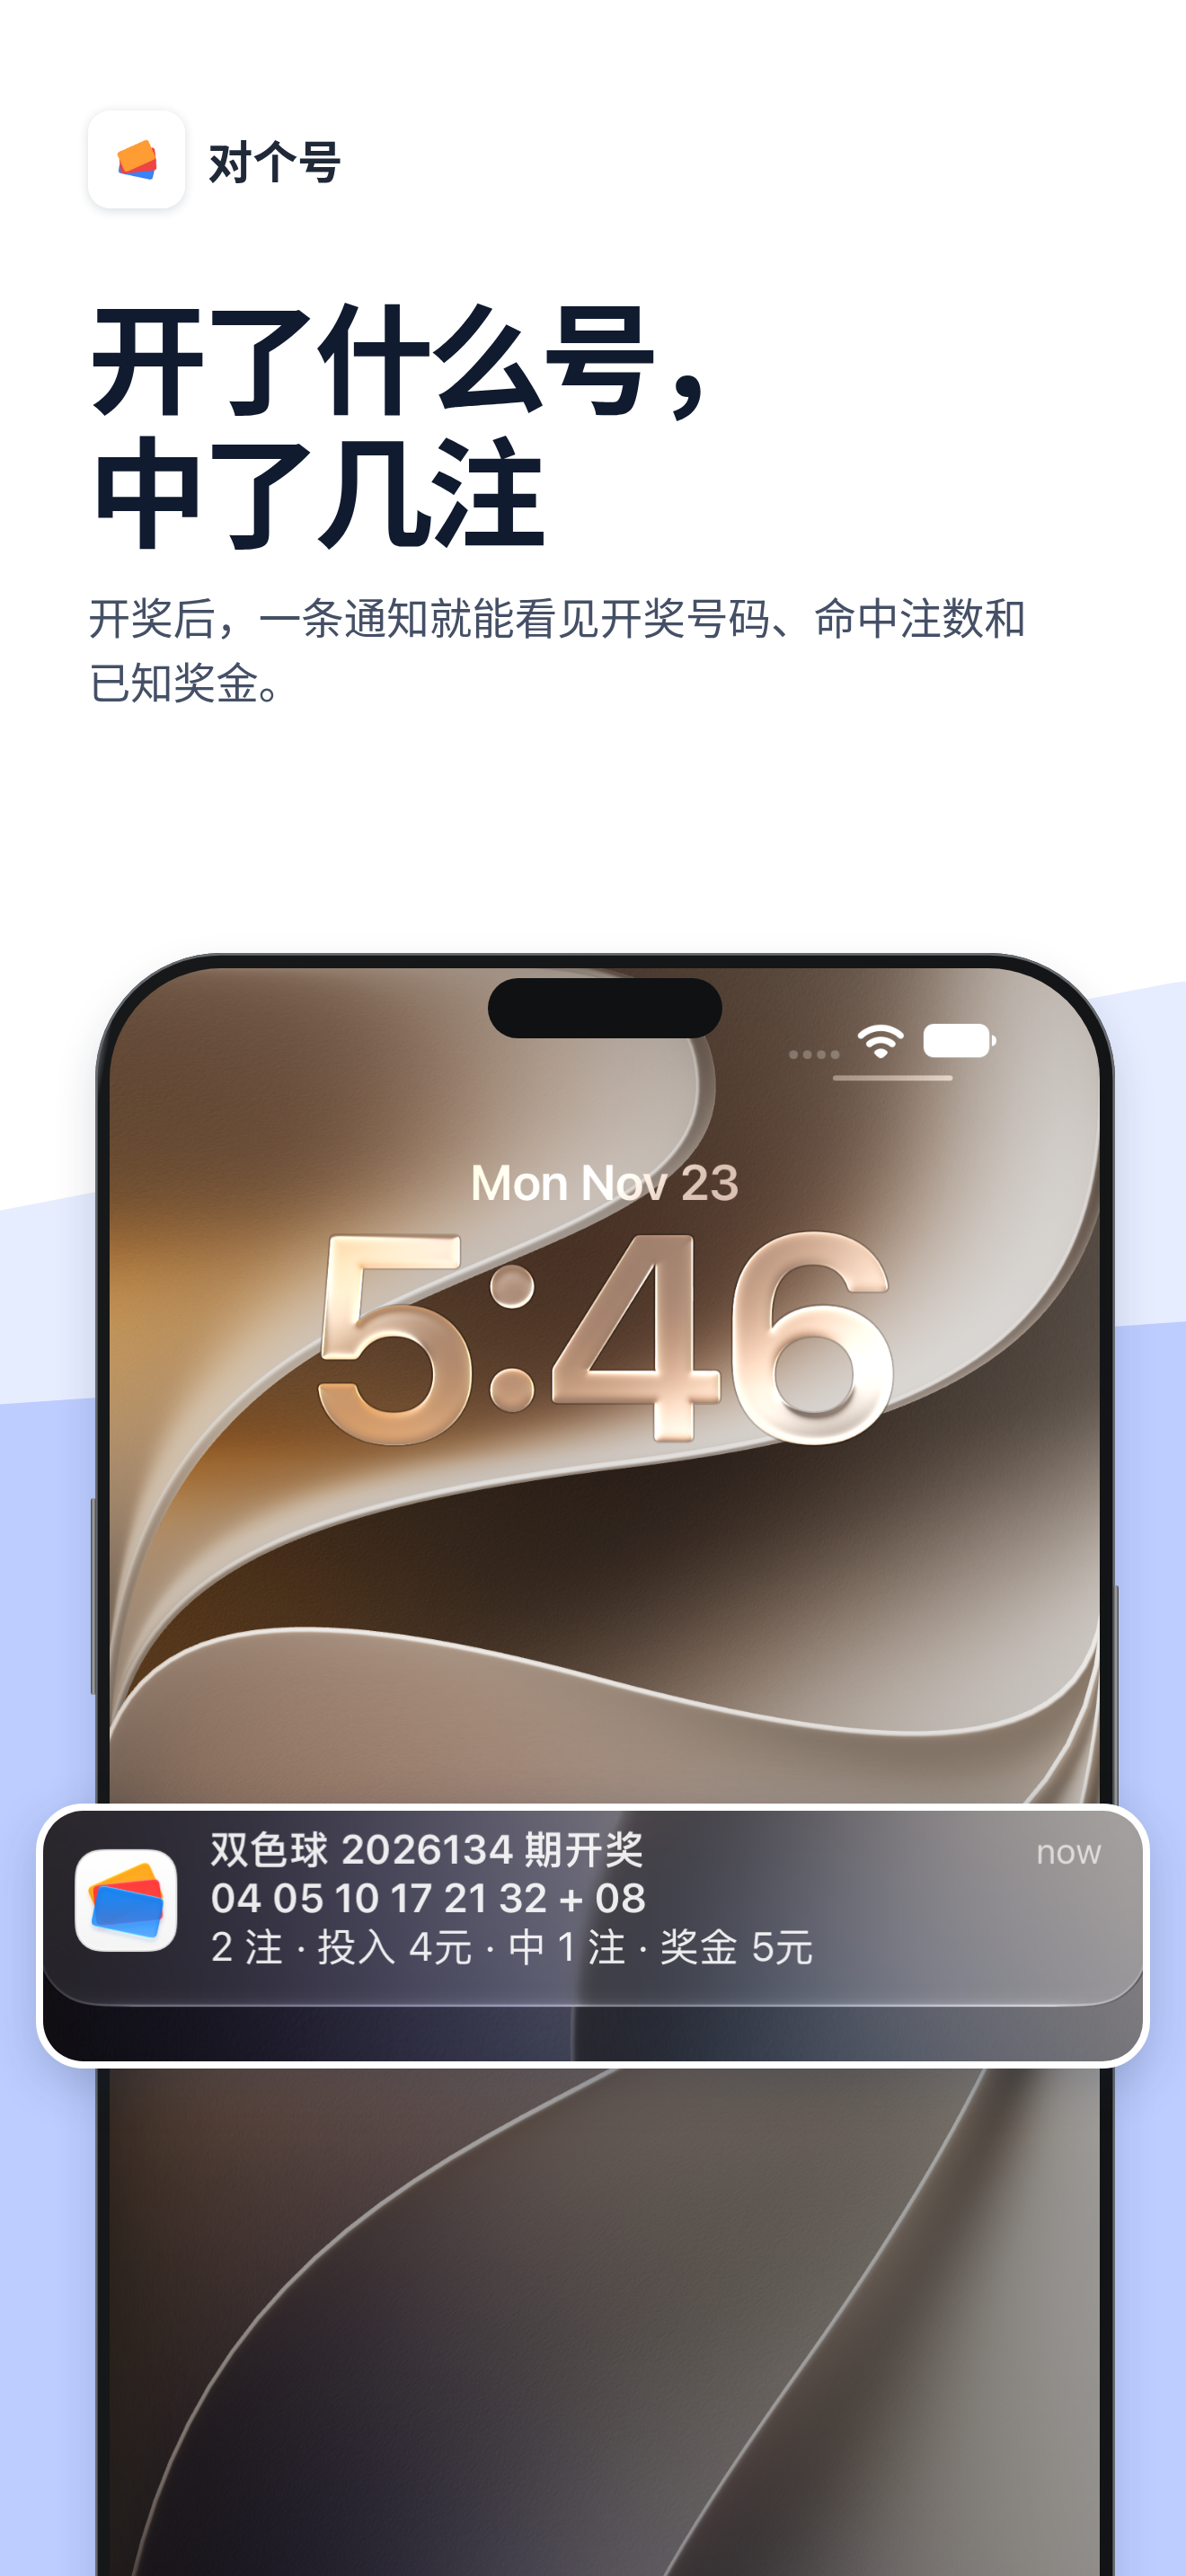 对个号
开了什么号，
中了几注
开奖后，一条通知就能看见开奖号码、命中注数和
已知奖金。
Mon Nov 23
5:46
双色球 2026134 期开奖
now
04 05 10 17 21 32 + 08
2 注 · 投入 4元 · 中 1 注 · 奖金 5元